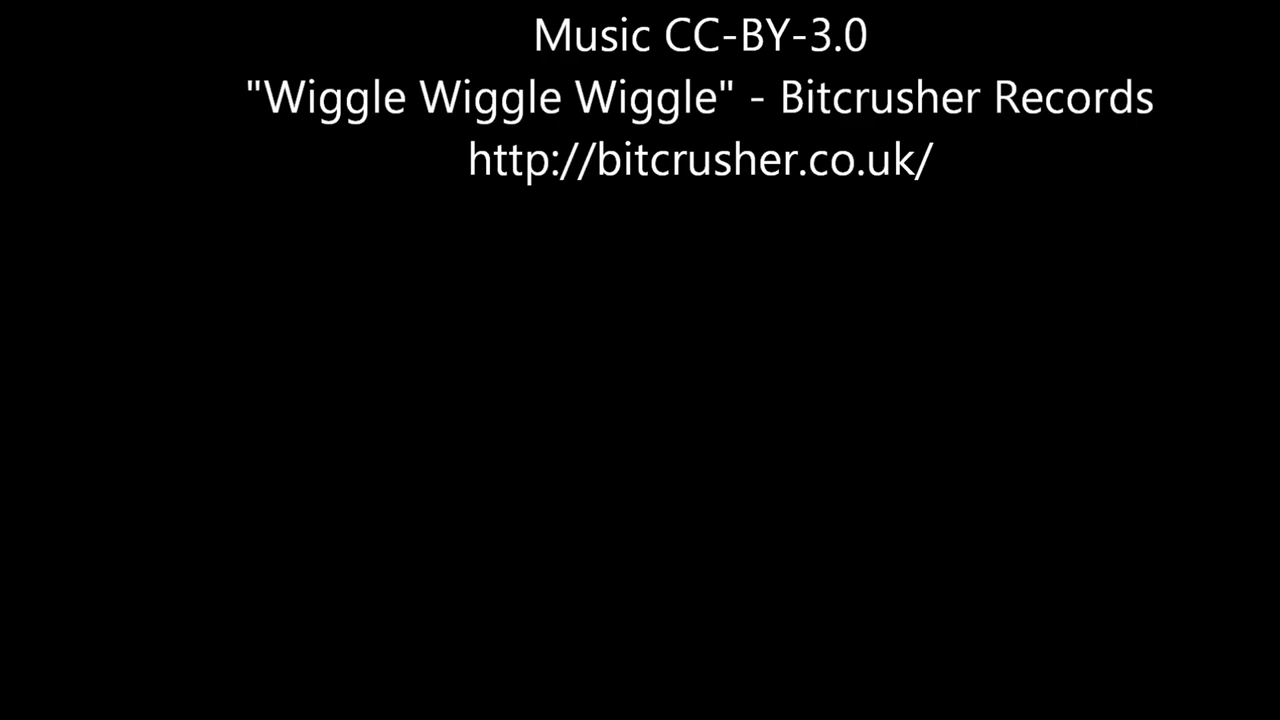 Music CC-BY-3.0
"Wiggle Wiggle Wiggle" - Bitcrusher Records
http://bitcrusher.co.uk/